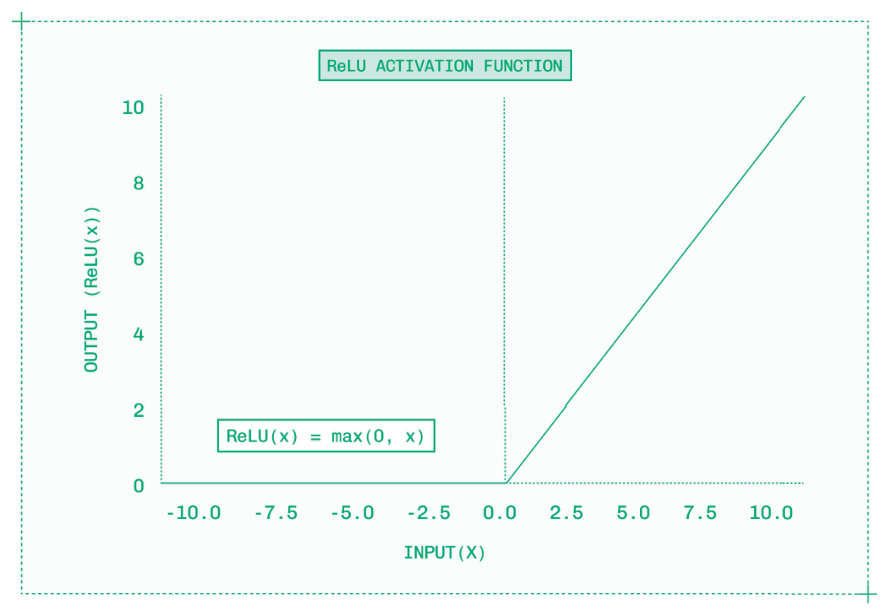 ReLU ACTIVATION FUNCTION
10
8
6
4
2
0
OUTPUT (ReLU(x))
ReLU(x) = max(0, x)
-10.0 -7.5 -5.0 -2.5 0.0 2.5 5.0 7.5 10.0
INPUT(X)